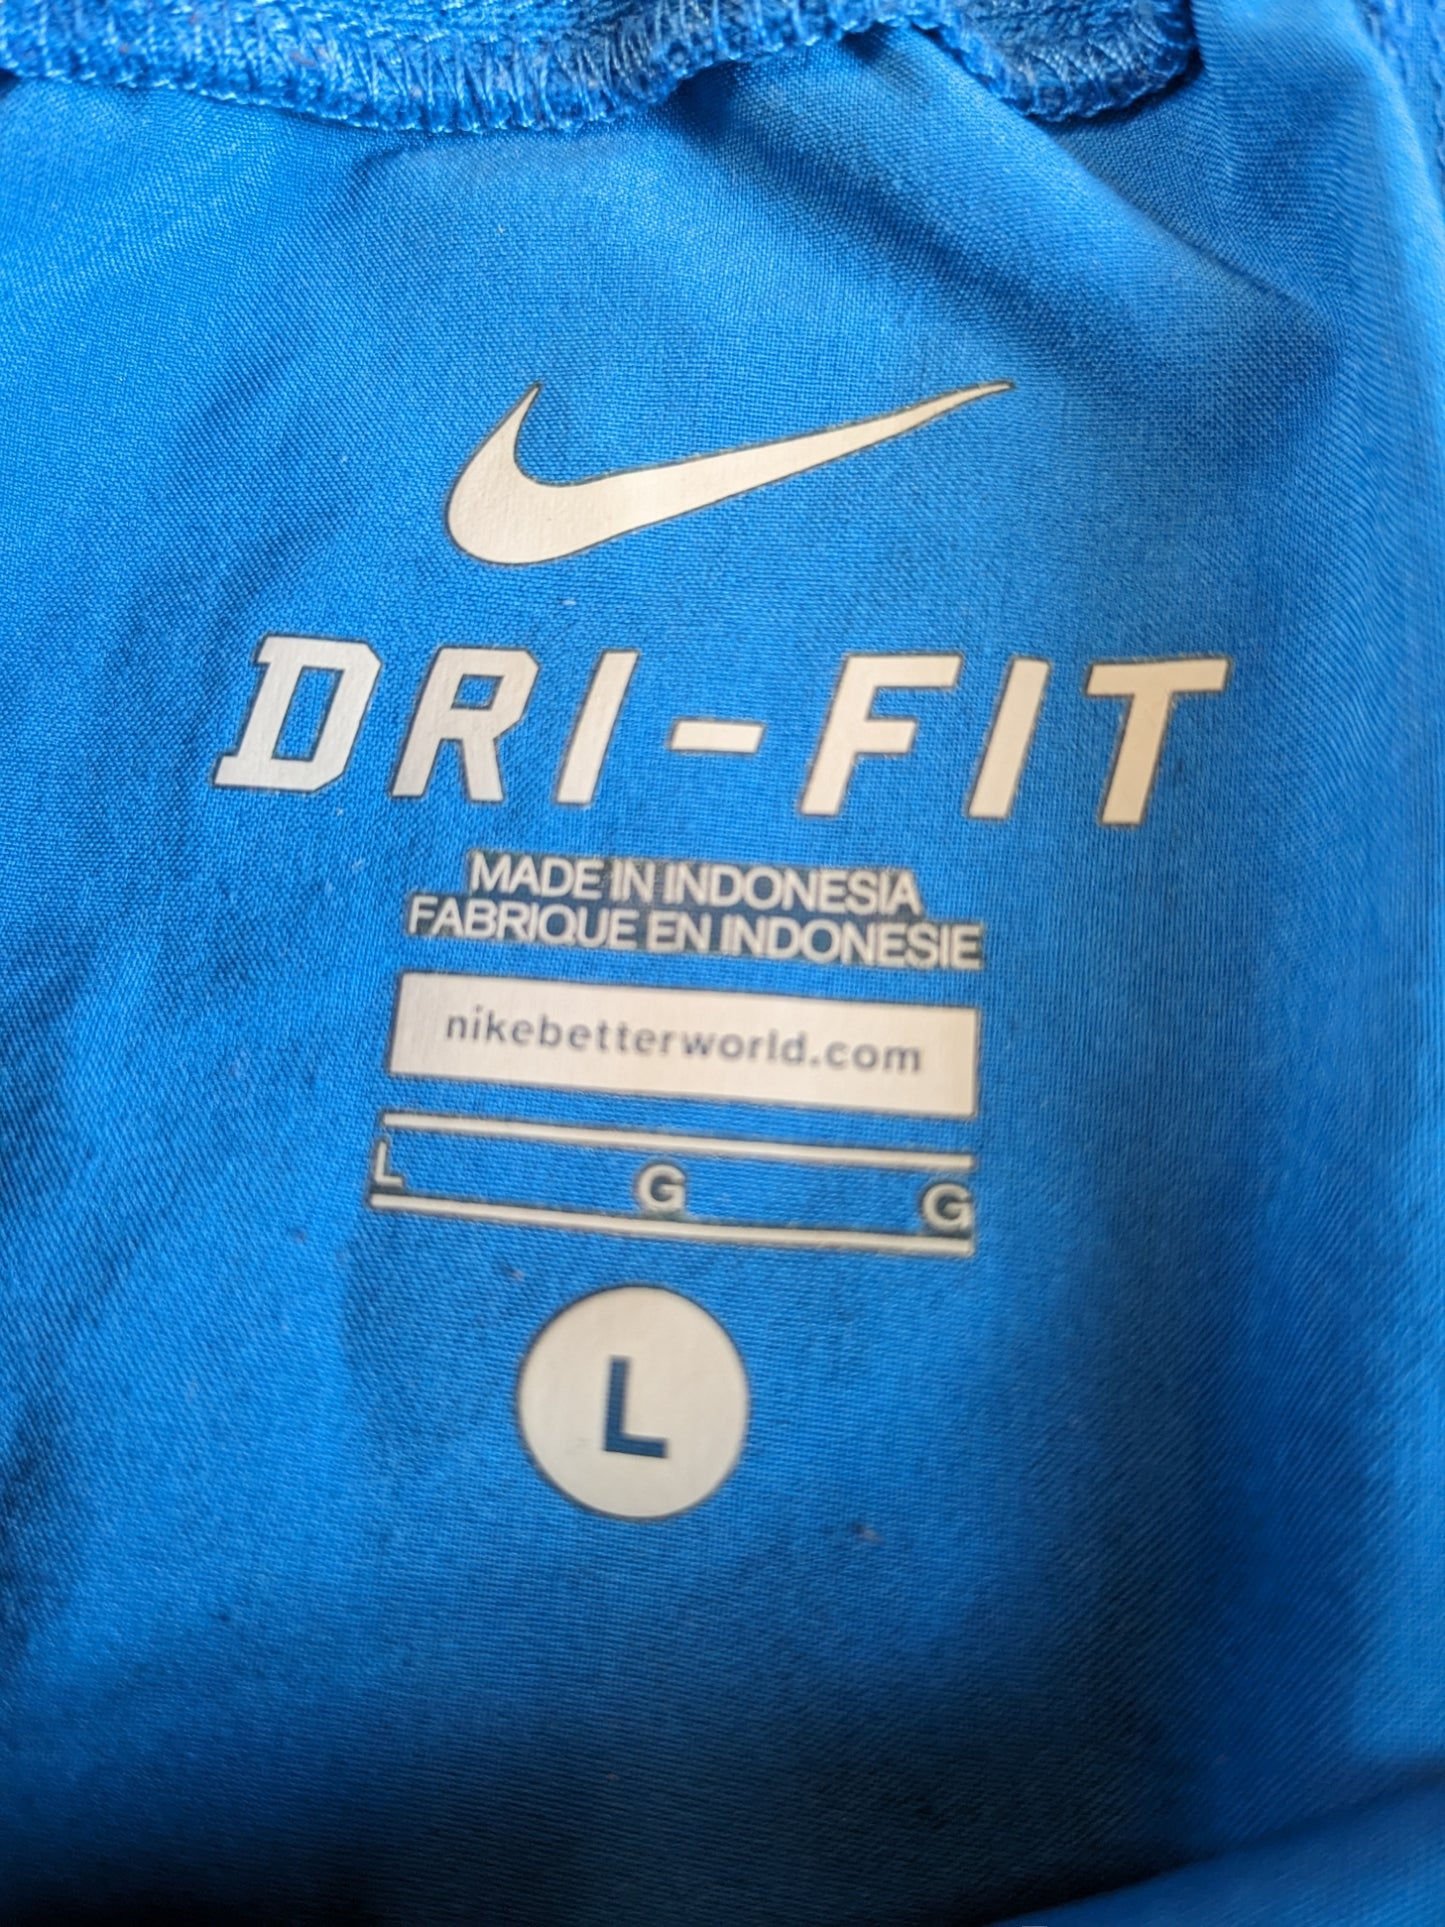 DRI-FIT
MADE IN INDONESIA
FABRIQUE EN INDONESIE
nikebetterworld.com
L G G
L